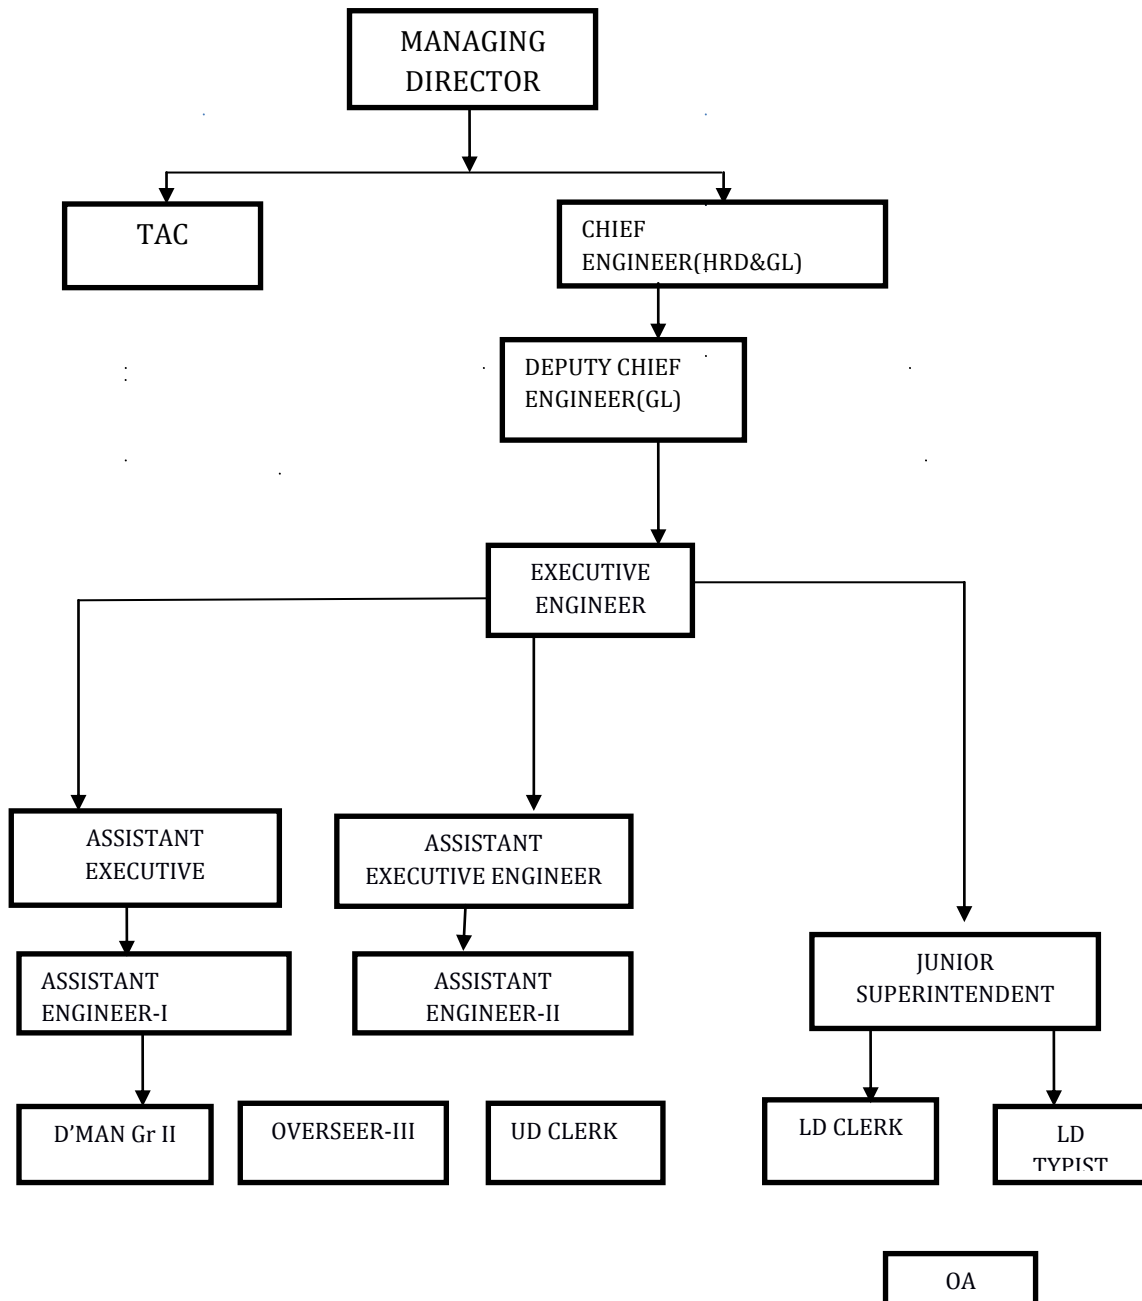 MANAGING
DIRECTOR
TAC
CHIEF
ENGINEER(HRD&GL)
DEPUTY CHIEF
ENGINEER(GL)
EXECUTIVE
ENGINEER
ASSISTANT
EXECUTIVE
ASSISTANT
EXECUTIVE ENGINEER
ASSISTANT
ENGINEER-I
ASSISTANT
ENGINEER-II
JUNIOR
SUPERINTENDENT
D’MAN Gr II
OVERSEER-III
UD CLERK
LD CLERK
LD
TYPIST
OA